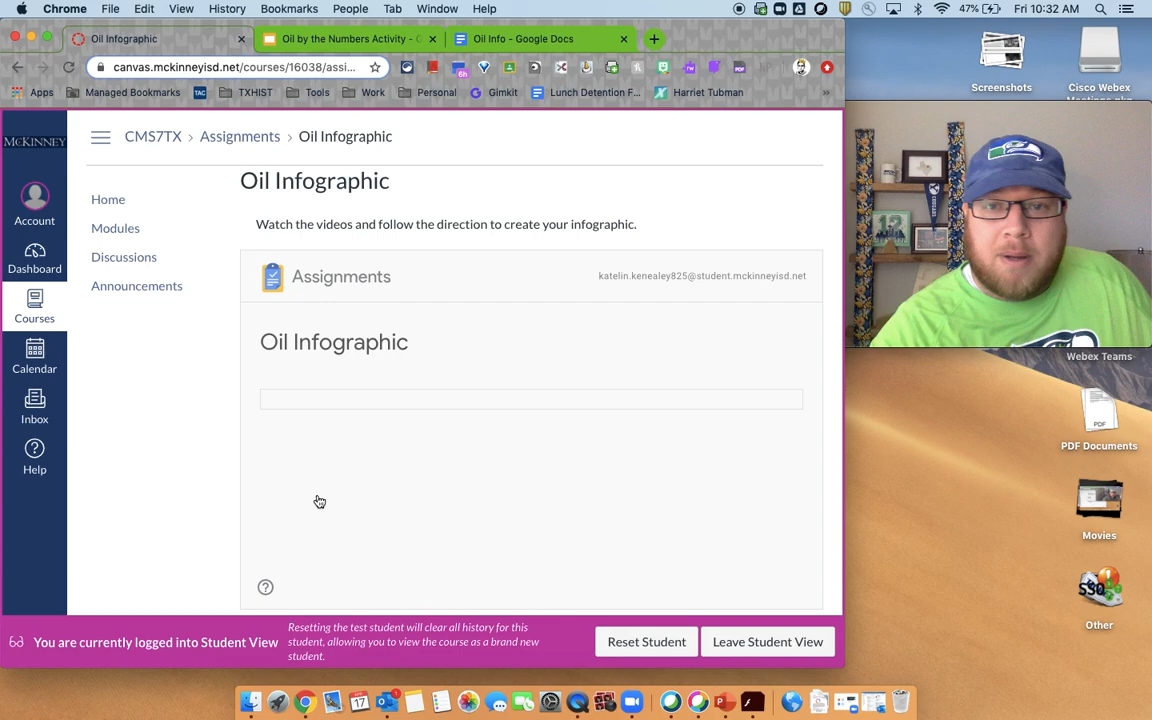 Chrome File Edit View History Bookmarks People Tab Window Help 47% Fri 10:32 AM
Oil Infographic
Oil by the Numbers Activity - G
Oil Info - Google Docs
canvas.mckinneyisd.net/courses/16036/assi...
6h
Apps Managed Bookmarks TAC TXHIST Tools Work Personal Gimkit Lunch Detention F... Harriet Tubman »
MCKINNEY
Account
Dashboard
Courses
Calendar
Inbox
Help
CMS7TX › Assignments › Oil Infographic
Home
Modules
Discussions
Announcements
Oil Infographic
Watch the videos and follow the direction to create your infographic.
Assignments
katelin.kenealey825@student.mckinneyisd.net
Oil Infographic
You are currently logged into Student View
Resetting the test student will clear all history for this
student, allowing you to view the course as a brand new
student.
Reset Student
Leave Student View
Screenshots
Cisco Webex
Webex Teams
PDF
PDF Documents
Movies
Other
17
1